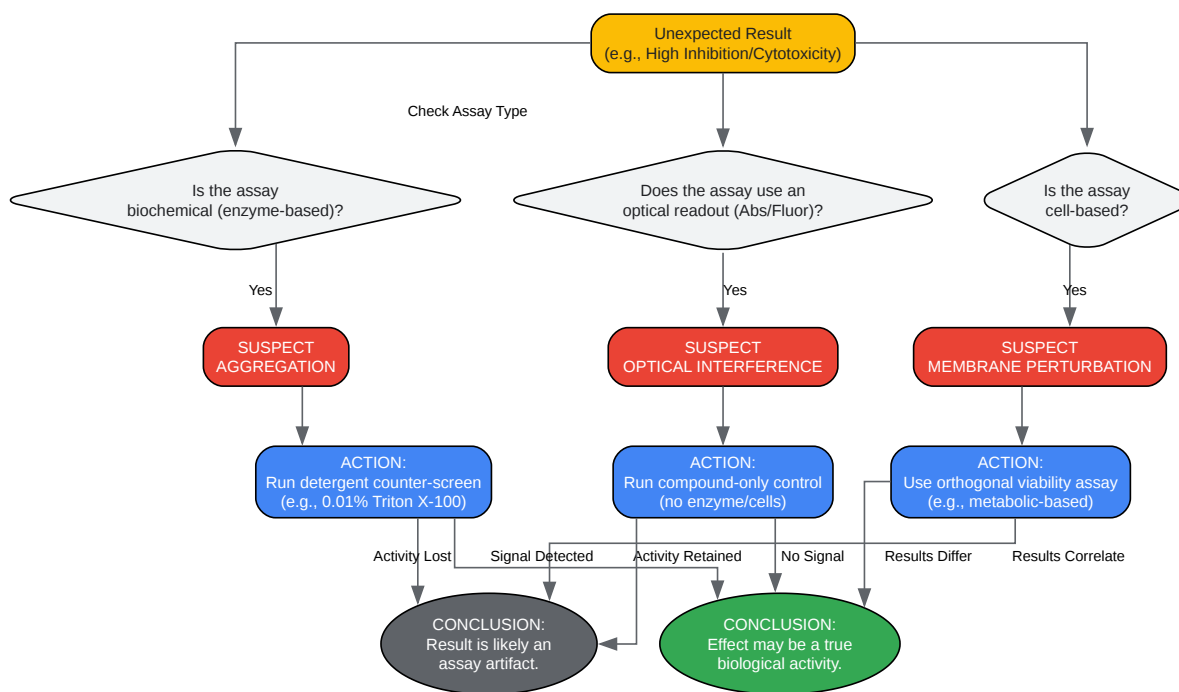 Unexpected Result
(e.g., High Inhibition/Cytotoxicity)
Check Assay Type
Is the assay
biochemical (enzyme-based)?
Does the assay use an
optical readout (Abs/Fluor)?
Is the assay
cell-based?
Yes
Yes
Yes
SUSPECT
AGGREGATION
SUSPECT
OPTICAL INTERFERENCE
SUSPECT
MEMBRANE PERTURBATION
ACTION:
Run detergent counter-screen
(e.g., 0.01% Triton X-100)
ACTION:
Run compound-only control
(no enzyme/cells)
ACTION:
Use orthogonal viability assay
(e.g., metabolic-based)
Activity Lost
Signal Detected
Activity Retained
No Signal
Results Differ
Results Correlate
CONCLUSION:
Result is likely an
assay artifact.
CONCLUSION:
Effect may be a true
biological activity.